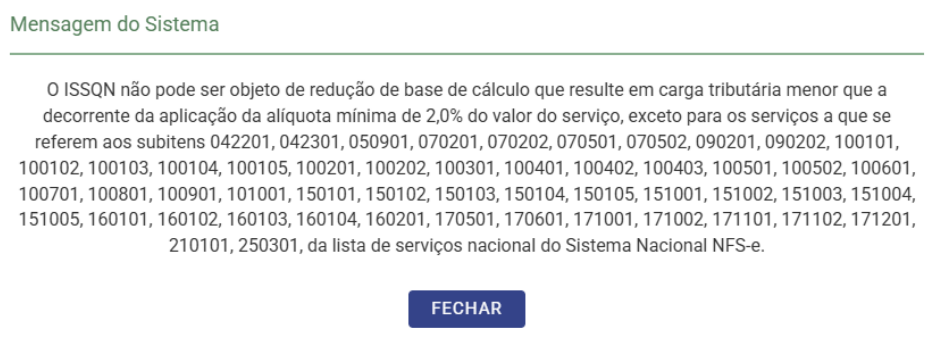 Mensagem do Sistema
O ISSQN não pode ser objeto de redução de base de cálculo que resulte em carga tributária menor que a
decorrente da aplicação da alíquota mínima de 2,0% do valor do serviço, exceto para os serviços a que se
referem aos subitens 042201, 042301, 050901, 070201, 070202, 070501, 070502, 090201, 090202, 100101,
100102, 100103, 100104, 100105, 100201, 100202, 100301, 100401, 100402, 100403, 100501, 100502, 100601,
100701, 100801, 100901, 101001, 150101, 150102, 150103, 150104, 150105, 151001, 151002, 151003, 151004,
151005, 160101, 160102, 160103, 160104, 160201, 170501, 170601, 171001, 171002, 171101, 171102, 171201,
210101, 250301, da lista de serviços nacional do Sistema Nacional NFS-e.
FECHAR